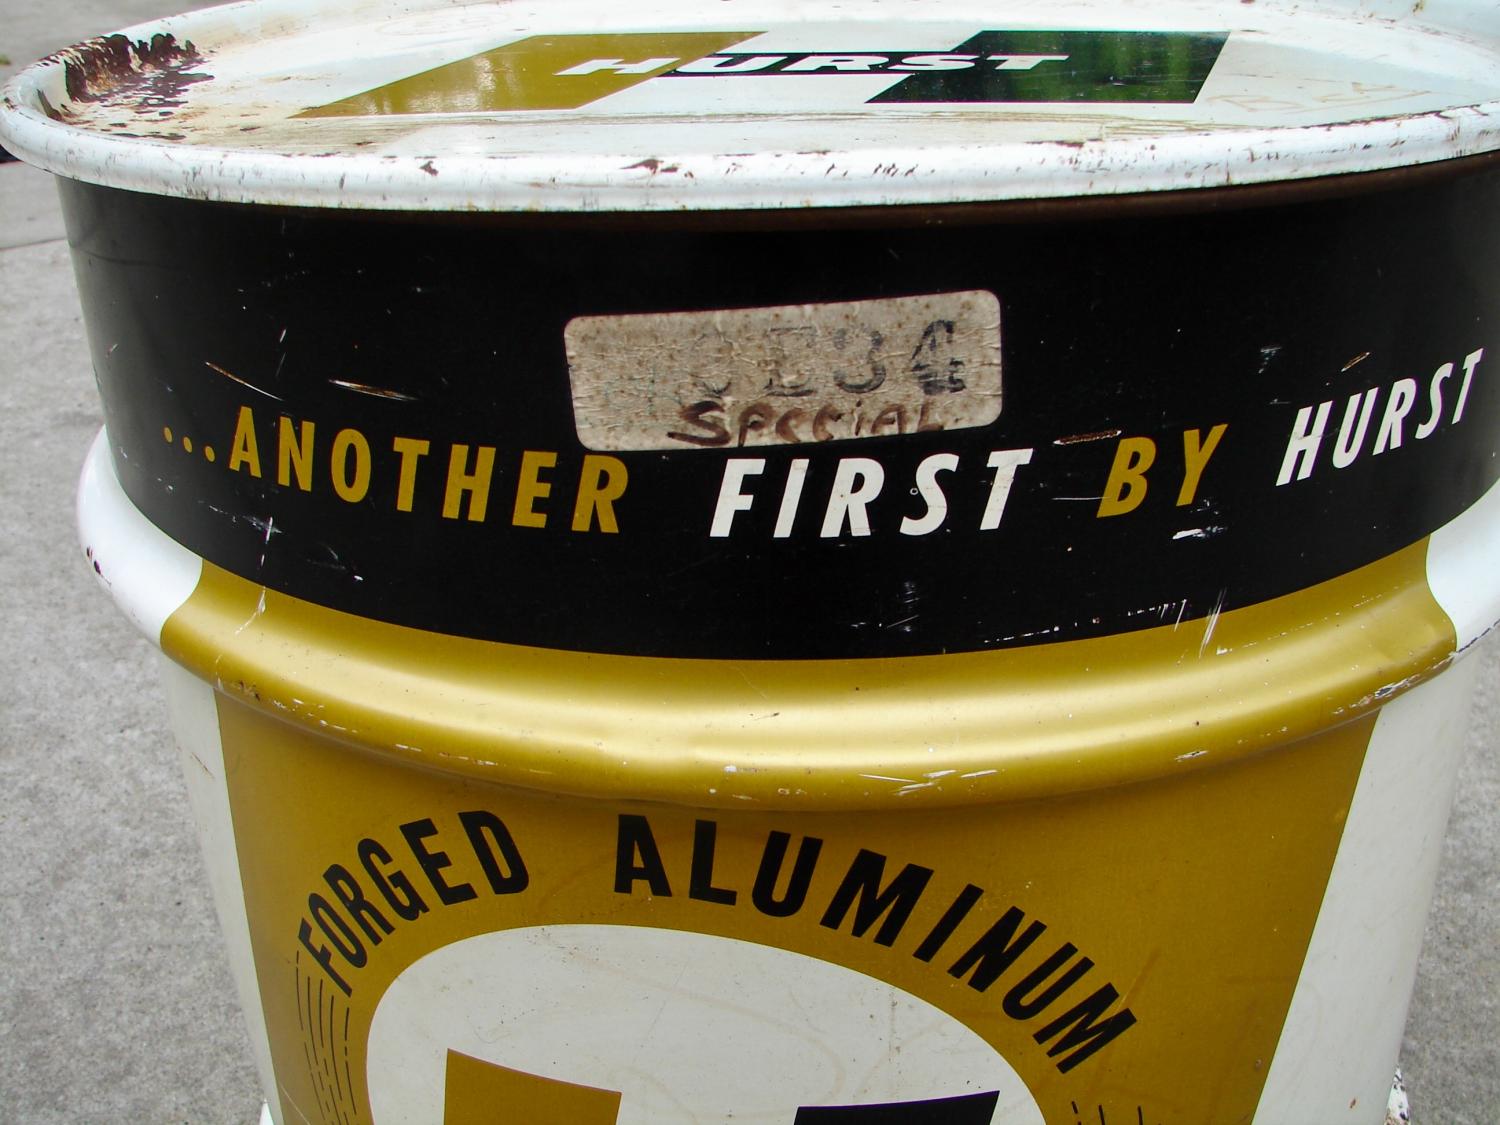 HURST
SPECIAL
...ANOTHER FIRST BY HURST
FORGED ALUMINUM